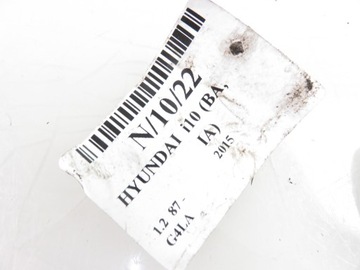 N/10/22
HYUNDAI i10 (BA,
IA)
2015
1.2 87-
G4LA